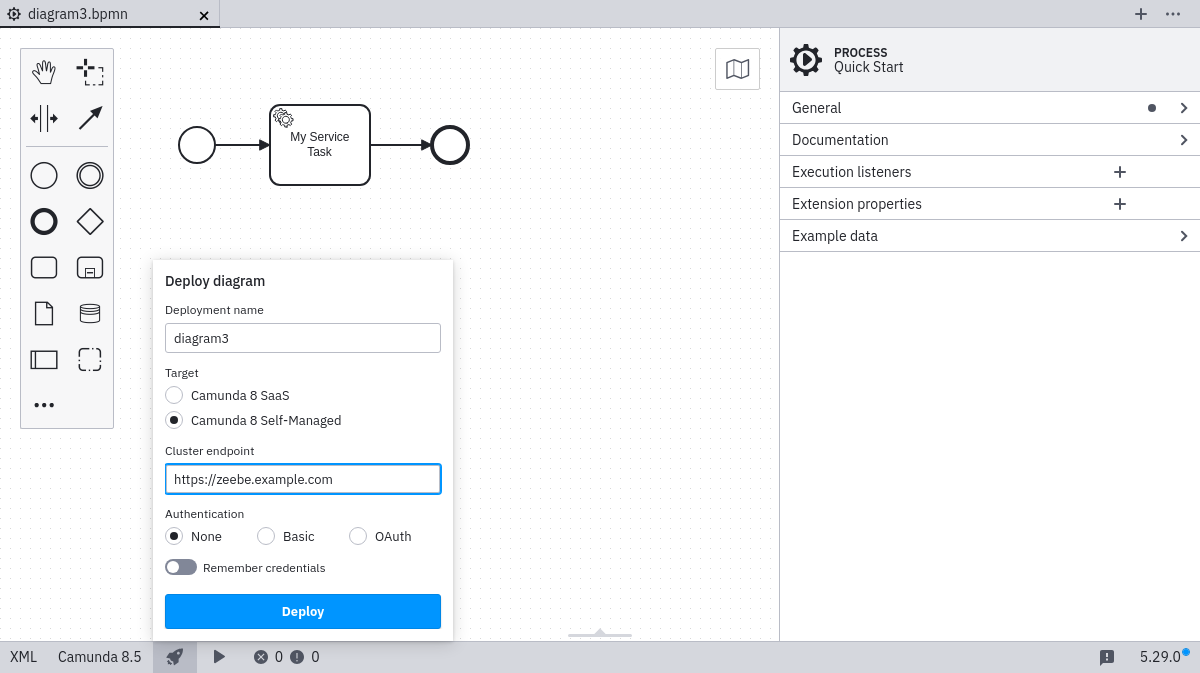 diagram3.bpmn
PROCESS
Quick Start
General
Documentation
Execution listeners
Extension properties
Example data
My Service
Task
Deploy diagram
Deployment name
diagram3
Target
Camunda 8 SaaS
Camunda 8 Self-Managed
Cluster endpoint
https://zeebe.example.com
Authentication
None Basic OAuth
Remember credentials
Deploy
XML Camunda 8.5 0 0 5.29.0